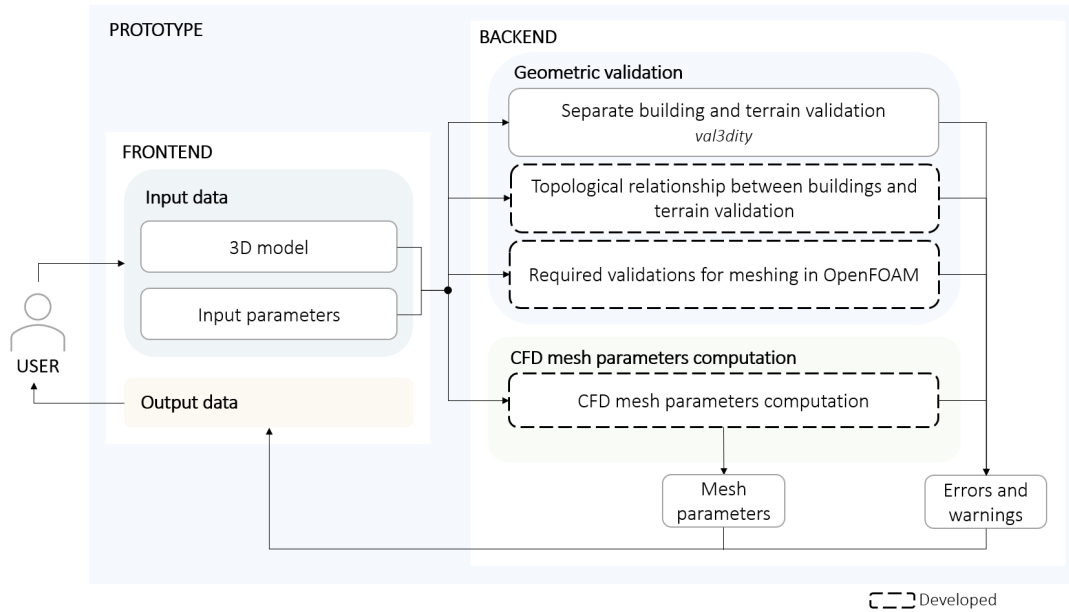 PROTOTYPE
BACKEND
Geometric validation
Separate building and terrain validation
val3dity
Topological relationship between buildings and
terrain validation
Required validations for meshing in OpenFOAM
CFD mesh parameters computation
CFD mesh parameters computation
Mesh
parameters
Errors and
warnings
FRONTEND
Input data
3D model
Input parameters
Output data
USER
Developed